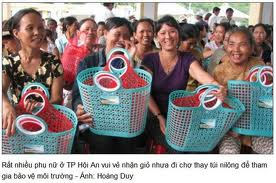 Rất nhiều phụ nữ ở TP Hội An vui vẻ nhận giỏ nhựa đi chợ thay túi nilông để tham
gia bảo vệ môi trường - Ảnh: Hoàng Duy